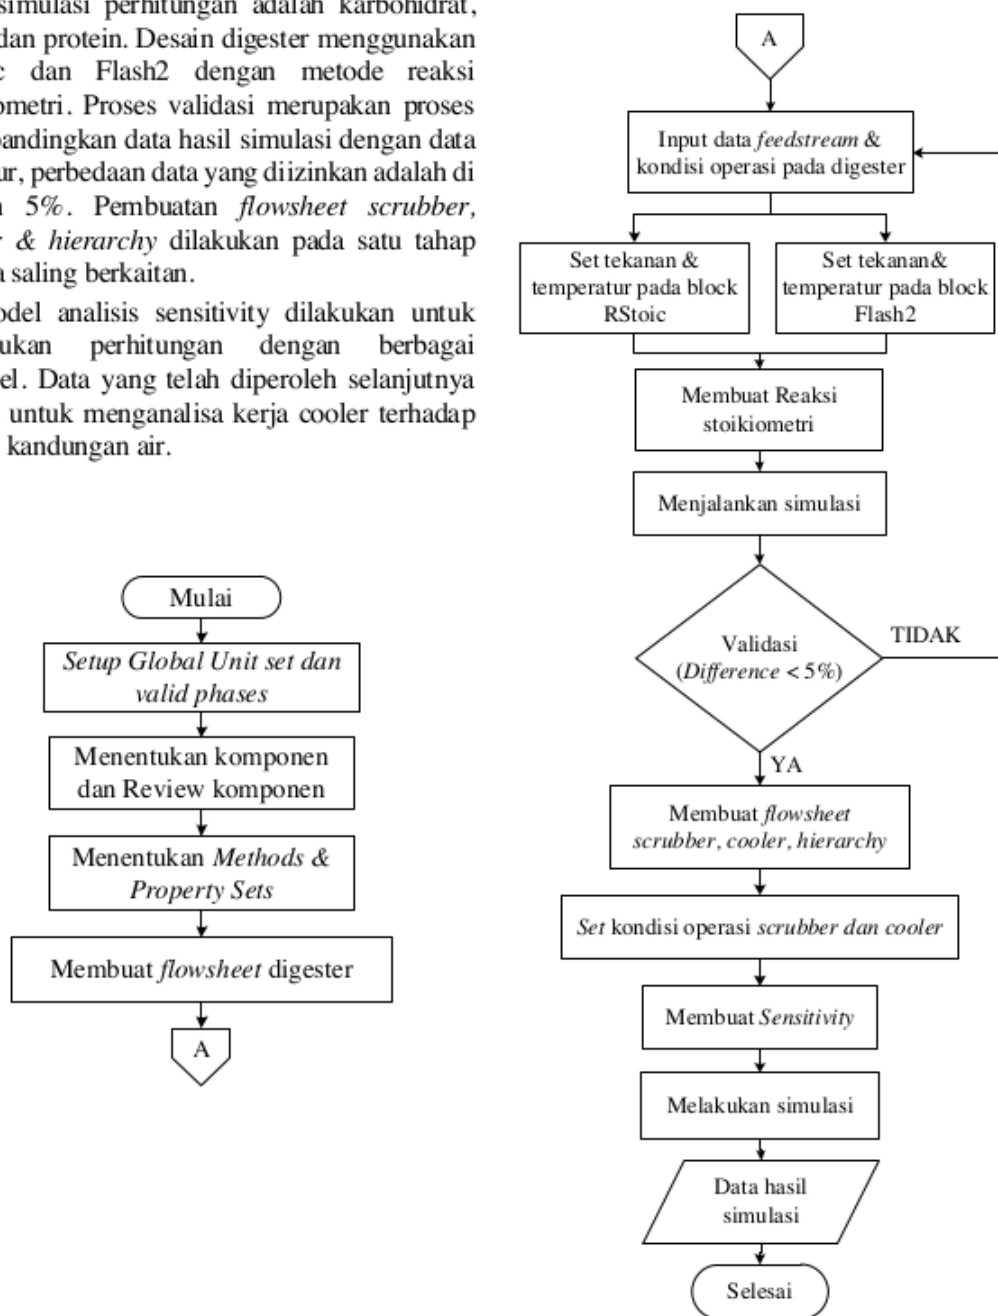 simulasi perhitungan adalah karbohidrat,
dan protein. Desain digester menggunakan
dan Flash2 dengan metode reaksi
ometri. Proses validasi merupakan proses
bandingkan data hasil simulasi dengan data
ur, perbedaan data yang diizinkan adalah di
5%. Pembuatan flowsheet scrubber,
& hierarchy dilakukan pada satu tahap
a saling berkaitan.
odel analisis sensitivity dilakukan untuk
ukan perhitungan dengan berbagai
el. Data yang telah diperoleh selanjutnya
untuk menganalisa kerja cooler terhadap
kandungan air.
Mulai
Setup Global Unit set dan
valid phases
Menentukan komponen
dan Review komponen
Menentukan Methods &
Property Sets
Membuat flowsheet digester
A
A
Input data feedstream &
kondisi operasi pada digester
Set tekanan &
temperatur pada block
RStoic
Set tekanan&
temperatur pada block
Flash2
Membuat Reaksi
stoikiometri
Menjalankan simulasi
Validasi
(Difference < 5%)
TIDAK
YA
Membuat flowsheet
scrubber, cooler, hierarchy
Set kondisi operasi scrubber dan cooler
Membuat Sensitivity
Melakukan simulasi
Data hasil
simulasi
Selesai